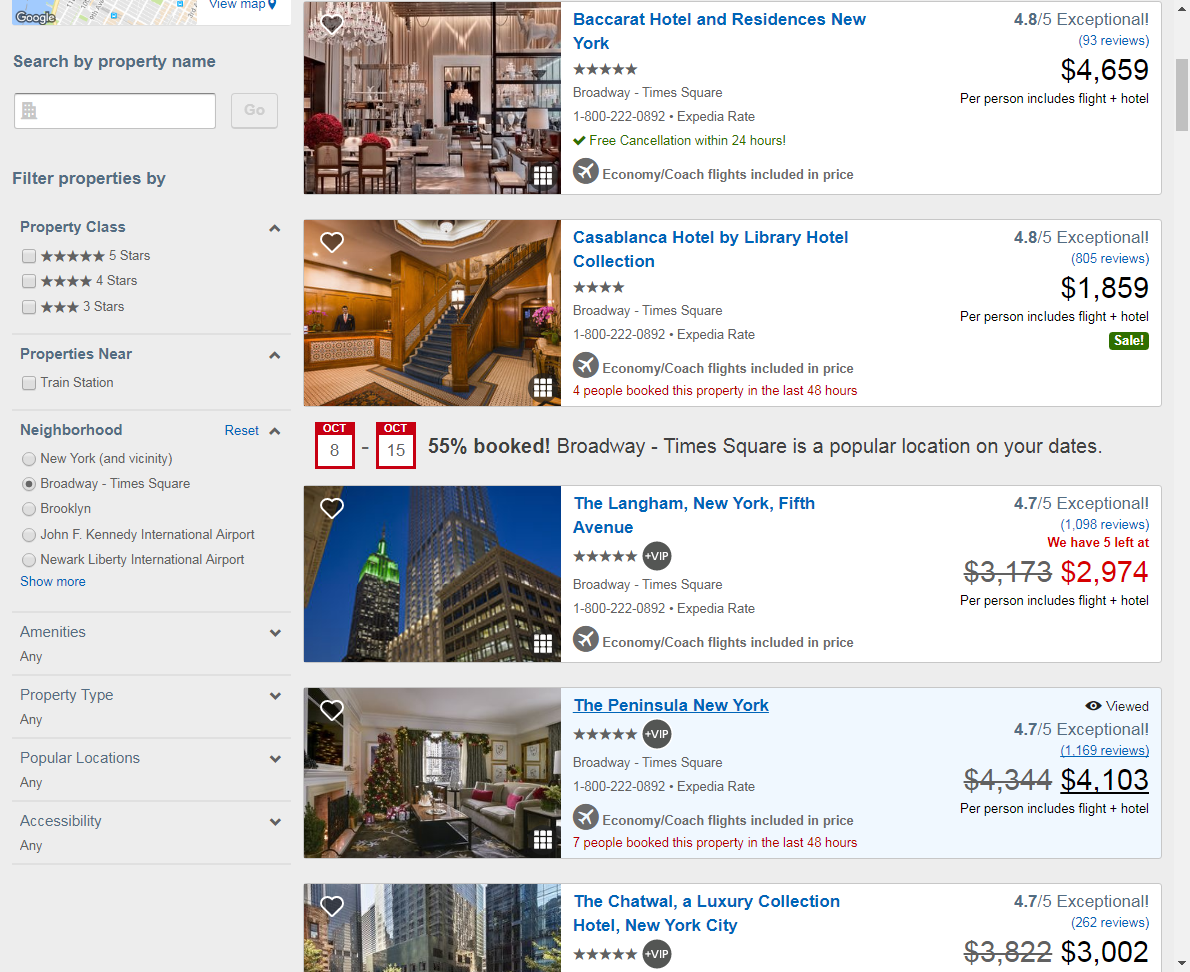 Google
View map
Search by property name
Go
Filter properties by
Property Class
★★★★★ 5 Stars
★★★★ 4 Stars
★★★ 3 Stars
Properties Near
Train Station
Neighborhood
Reset
New York (and vicinity)
Broadway - Times Square
Brooklyn
John F. Kennedy International Airport
Newark Liberty International Airport
Show more
Amenities
Any
Property Type
Any
Popular Locations
Any
Accessibility
Any
Baccarat Hotel and Residences New
York
★★★★★
Broadway - Times Square
1-800-222-0892 • Expedia Rate
✔ Free Cancellation within 24 hours!
Economy/Coach flights included in price
4.8/5 Exceptional!
(93 reviews)
$4,659
Per person includes flight + hotel
Casablanca Hotel by Library Hotel
Collection
★★★★
Broadway - Times Square
1-800-222-0892 • Expedia Rate
Economy/Coach flights included in price
4 people booked this property in the last 48 hours
4.8/5 Exceptional!
(805 reviews)
$1,859
Per person includes flight + hotel
Sale!
OCT
8
-
OCT
15
55% booked! Broadway - Times Square is a popular location on your dates.
The Langham, New York, Fifth
Avenue
★★★★★ +VIP
Broadway - Times Square
1-800-222-0892 • Expedia Rate
Economy/Coach flights included in price
4.7/5 Exceptional!
(1,098 reviews)
We have 5 left at
$3,173 $2,974
Per person includes flight + hotel
The Peninsula New York
★★★★★ +VIP
Broadway - Times Square
1-800-222-0892 • Expedia Rate
Economy/Coach flights included in price
7 people booked this property in the last 48 hours
Viewed
4.7/5 Exceptional!
(1,169 reviews)
$4,344 $4,103
Per person includes flight + hotel
The Chatwal, a Luxury Collection
Hotel, New York City
★★★★★ +VIP
4.7/5 Exceptional!
(262 reviews)
$3,822 $3,002